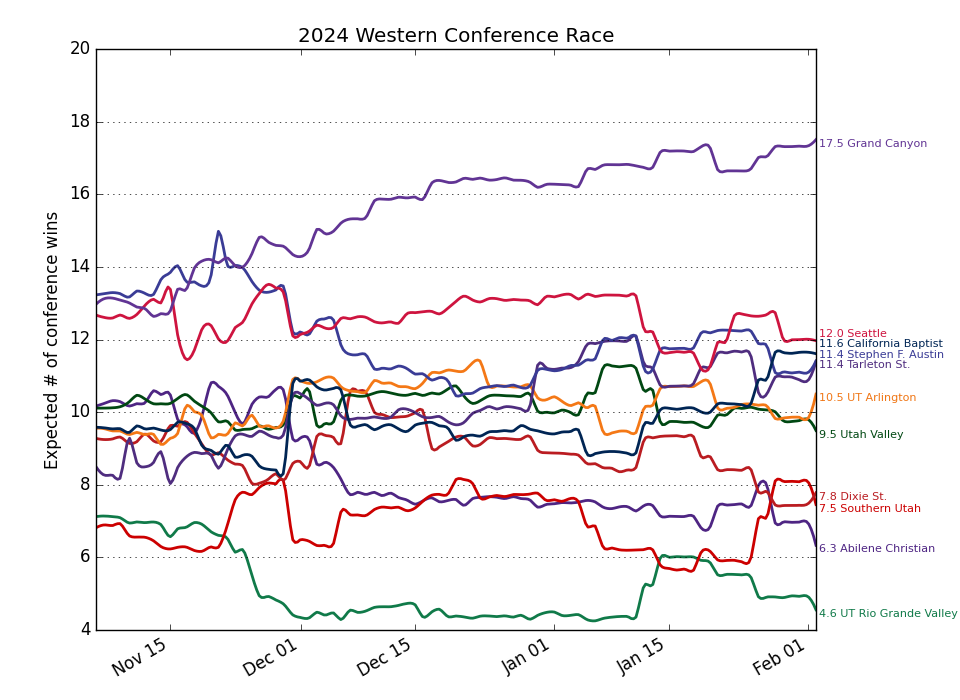 2024 Western Conference Race
Expected # of conference wins
20
18
16
14
12
10
8
6
4
Nov 15
Dec 01
Dec 15
Jan 01
Jan 15
Feb 01
17.5 Grand Canyon
12.0 Seattle
11.6 California Baptist
11.4 Stephen F. Austin
11.4 Tarleton St.
10.5 UT Arlington
9.5 Utah Valley
7.8 Dixie St.
7.5 Southern Utah
6.3 Abilene Christian
4.6 UT Rio Grande Valley